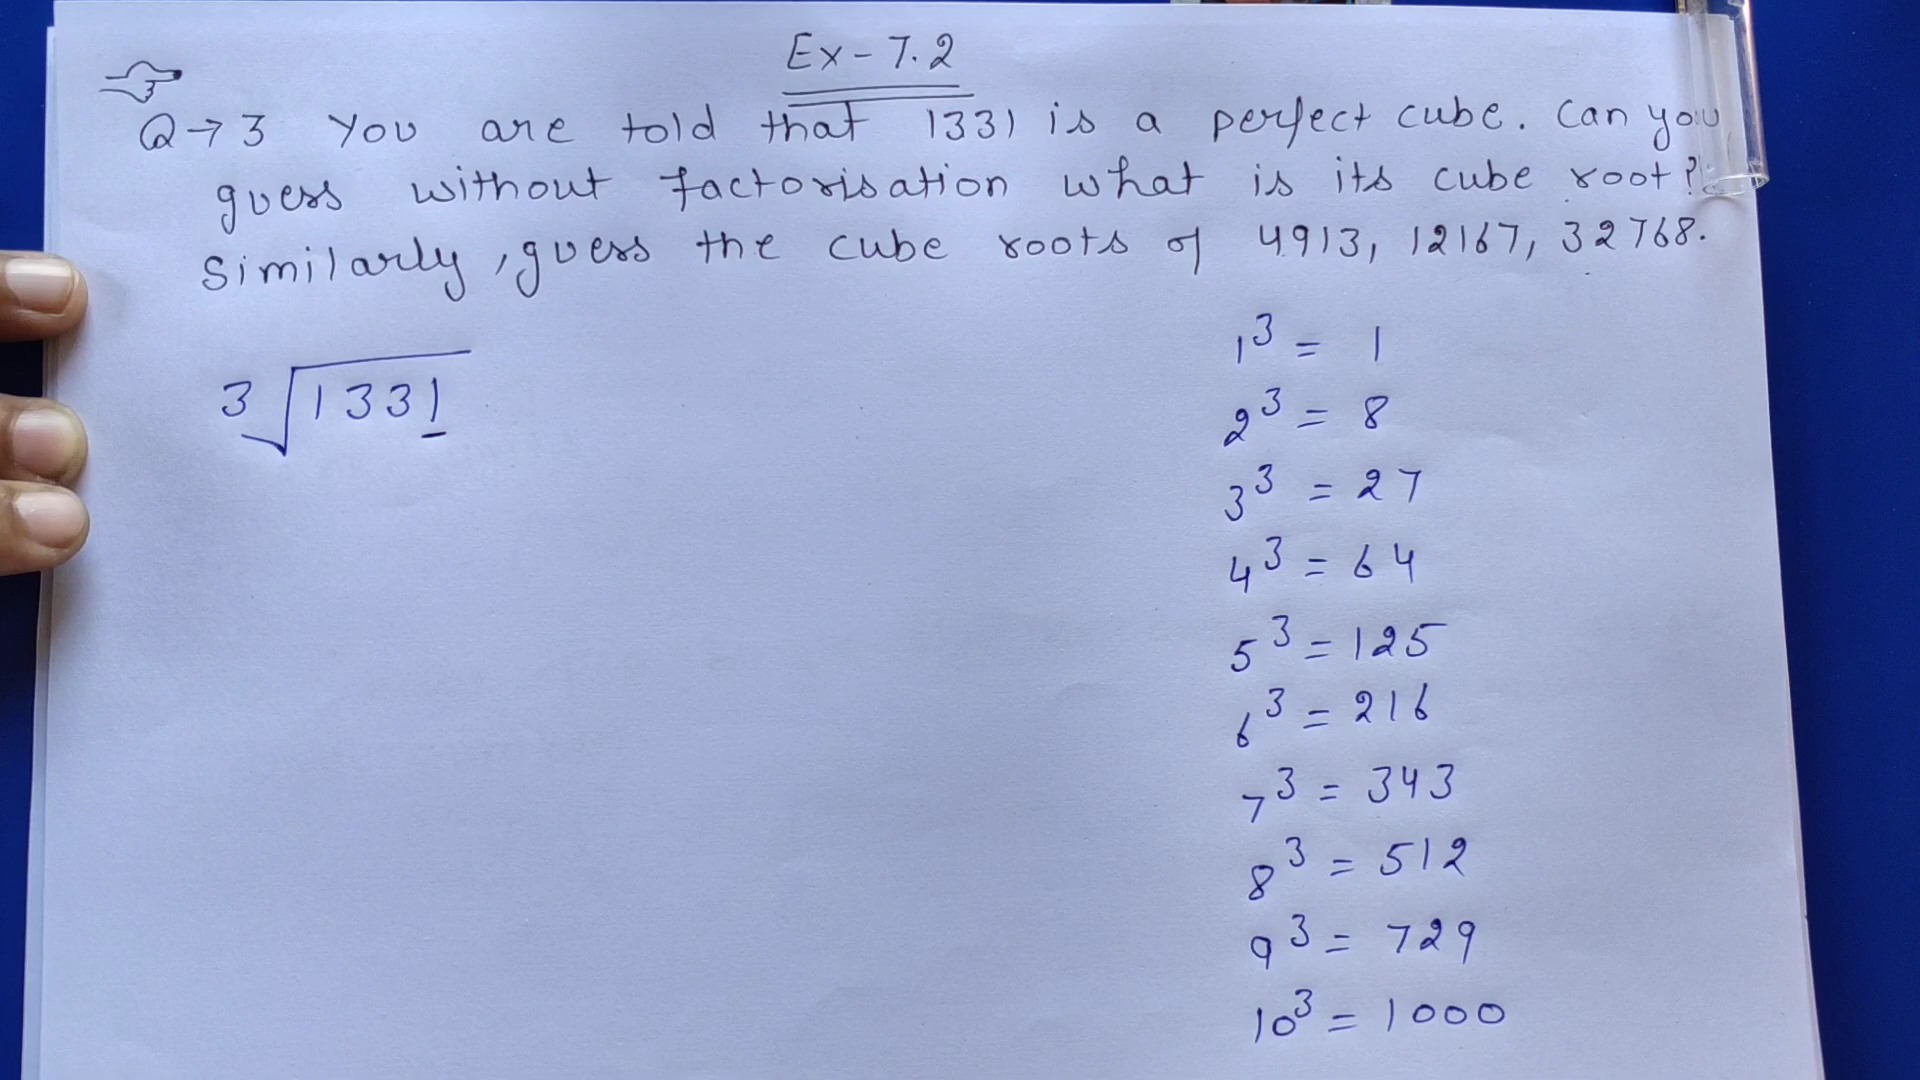 Ex-7.2
Q→3 You are told that 1331 is a perfect cube. Can you
guess without factorisation what is its cube root?
Similarly, guess the cube roots of 4913, 12167, 32768.
∛1331
1³ = 1
2³ = 8
3³ = 27
4³ = 64
5³ = 125
6³ = 216
7³ = 343
8³ = 512
9³ = 729
10³ = 1000